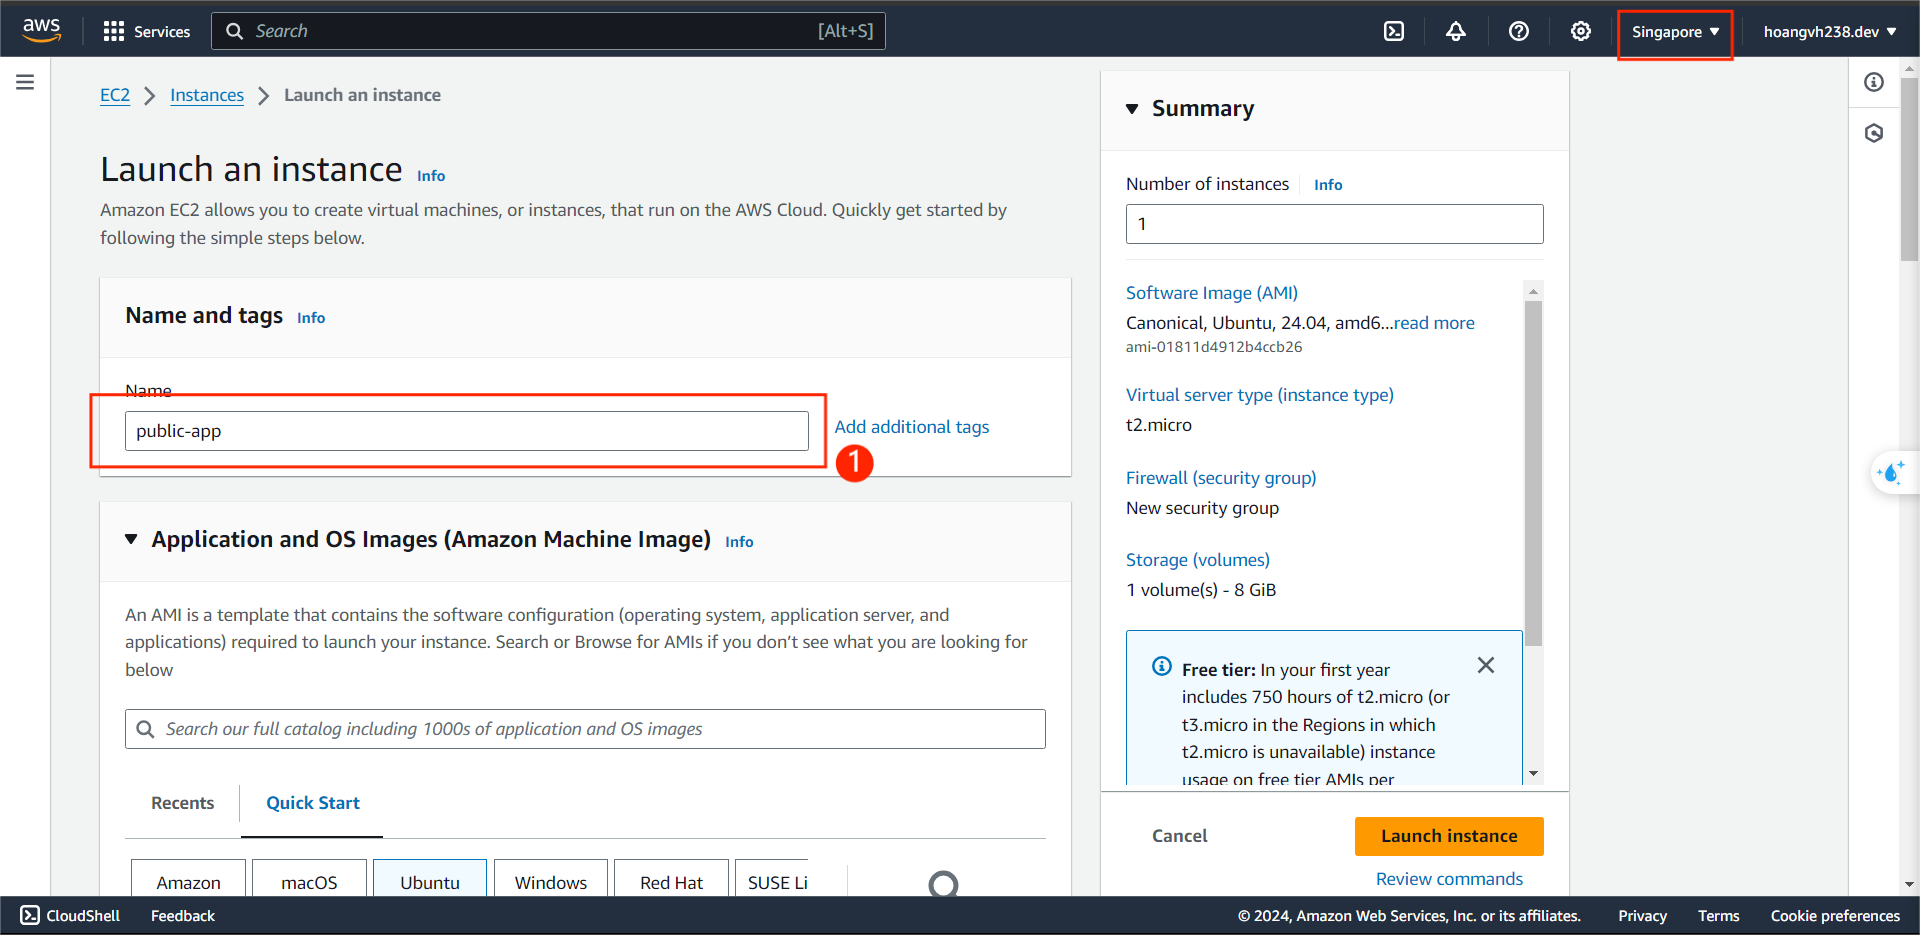 aws
Services
Search [Alt+S]
Singapore
hoangvh238.dev
EC2 Instances Launch an instance
Launch an instance Info
Amazon EC2 allows you to create virtual machines, or instances, that run on the AWS Cloud. Quickly get started by
following the simple steps below.
Name and tags Info
Name
public-app
Add additional tags
1
Application and OS Images (Amazon Machine Image) Info
An AMI is a template that contains the software configuration (operating system, application server, and
applications) required to launch your instance. Search or Browse for AMIs if you don’t see what you are looking for
below
Search our full catalog including 1000s of application and OS images
Recents Quick Start
Amazon macOS Ubuntu Windows Red Hat SUSE Li
Summary
Number of instances Info
1
Software Image (AMI)
Canonical, Ubuntu, 24.04, amd6...read more
ami-01811d4912b4ccb26
Virtual server type (instance type)
t2.micro
Firewall (security group)
New security group
Storage (volumes)
1 volume(s) - 8 GiB
Free tier: In your first year
includes 750 hours of t2.micro (or
t3.micro in the Regions in which
t2.micro is unavailable) instance
usage on free tier AMIs per
Cancel
Launch instance
Review commands
CloudShell Feedback
© 2024, Amazon Web Services, Inc. or its affiliates. Privacy Terms Cookie preferences